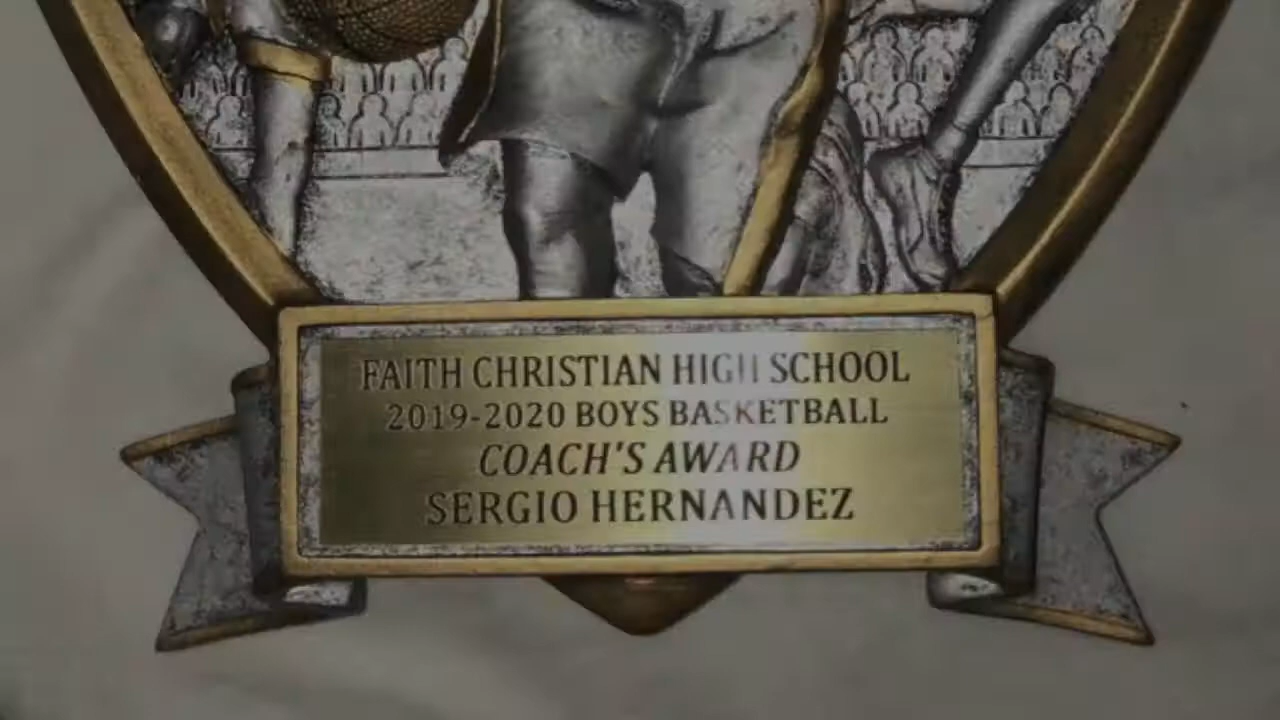 FAITH CHRISTIAN HIGH SCHOOL
2019-2020 BOYS BASKETBALL
COACH'S AWARD
SERGIO HERNANDEZ